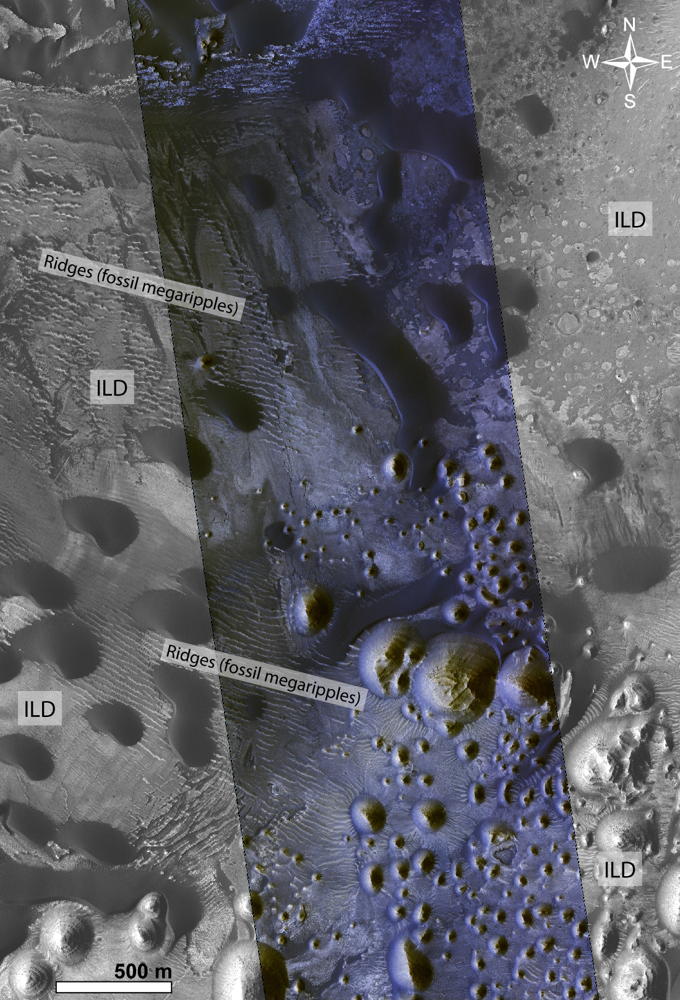 N
W E
S
ILD
Ridges (fossil megaripples)
ILD
Ridges (fossil megaripples)
ILD
ILD
500 m